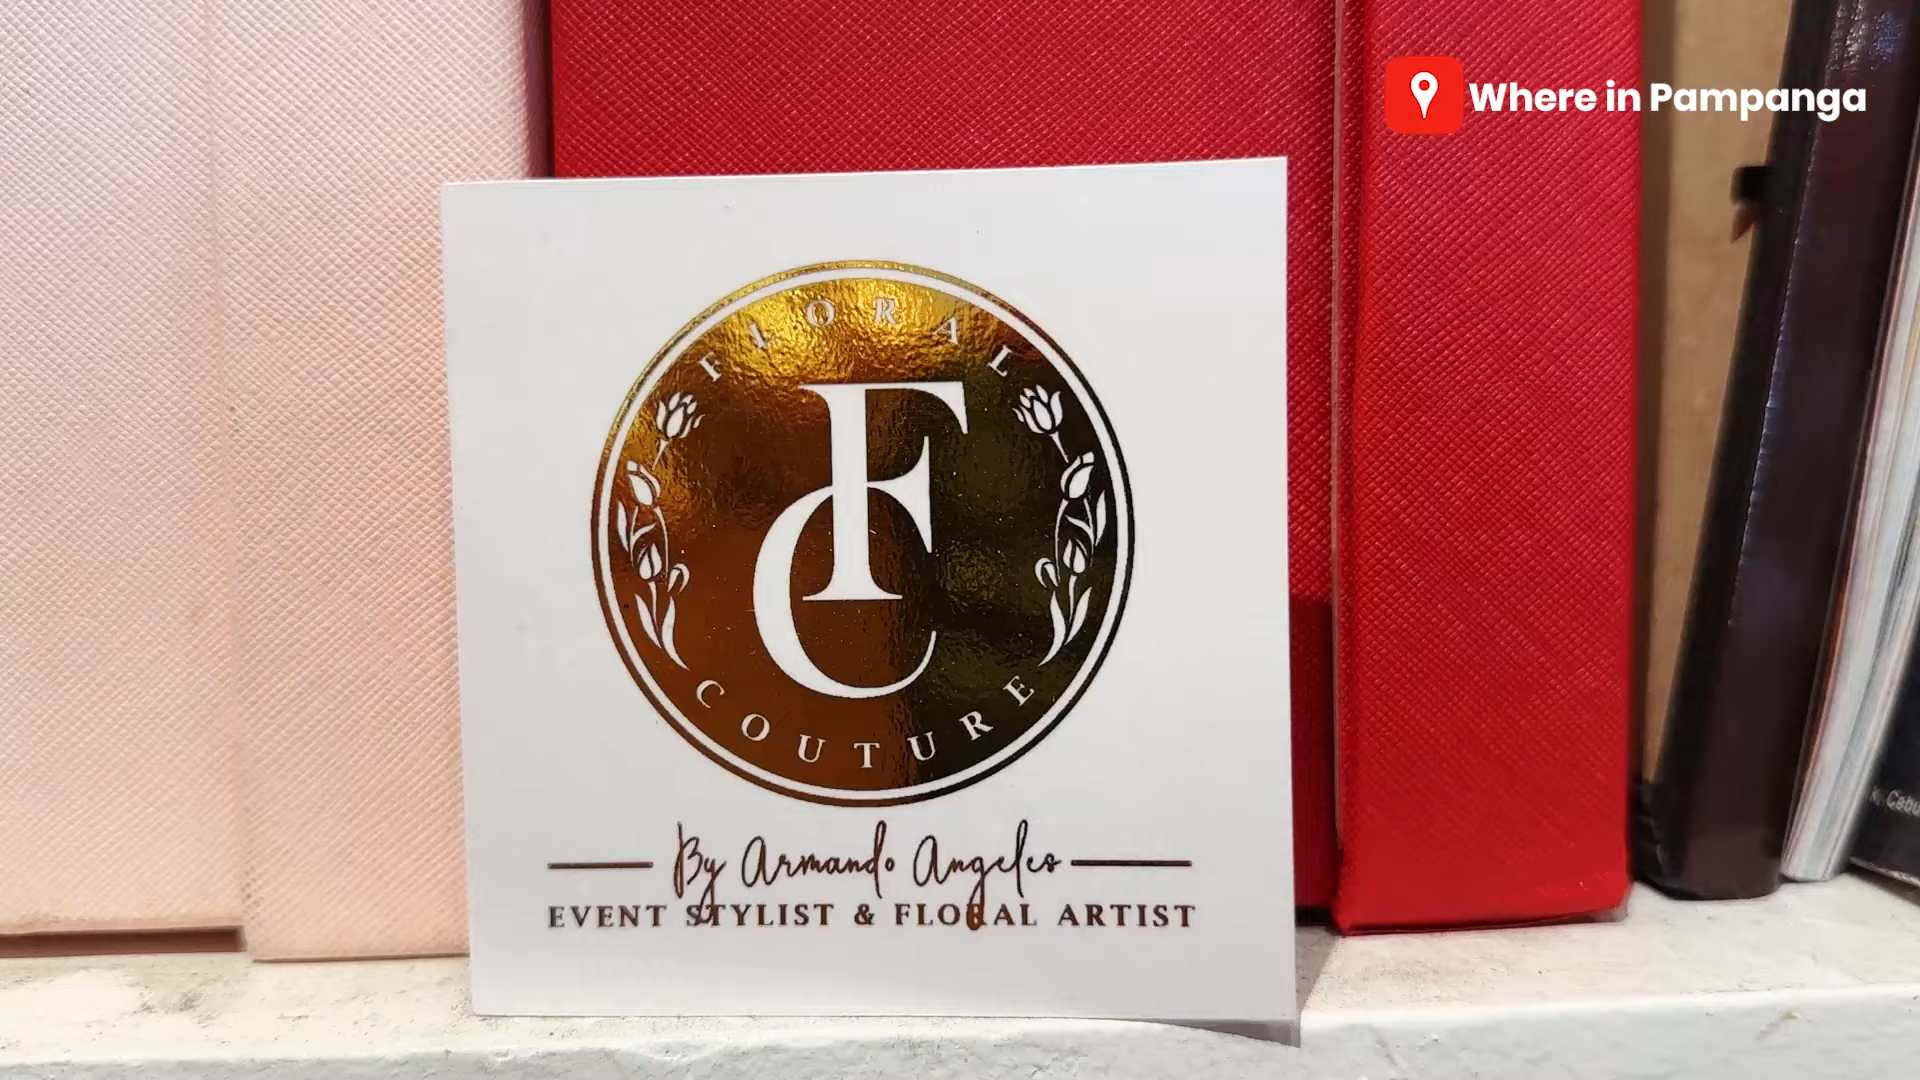 Where in Pampanga
FLORAL
FC
COUTURE
By Armando Angeles
EVENT STYLIST & FLORAL ARTIST